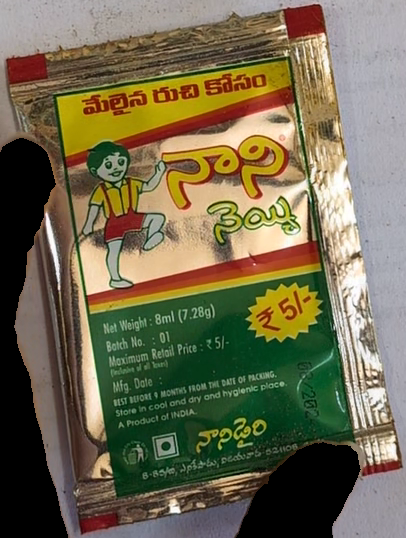 మేలైన రుచి కోసం
నాని
నెయ్యి
Net Weight : 8ml (7.28g)
Batch No. : 01
Maximum Retail Price : ₹ 5/-
(Inclusive of all Taxes)
Mfg. Date :
₹ 5/-
BEST BEFORE 9 MONTHS FROM THE DATE OF PACKING.
Store in cool and dry and hygienic place.
A Product of INDIA.
నానిడైరి